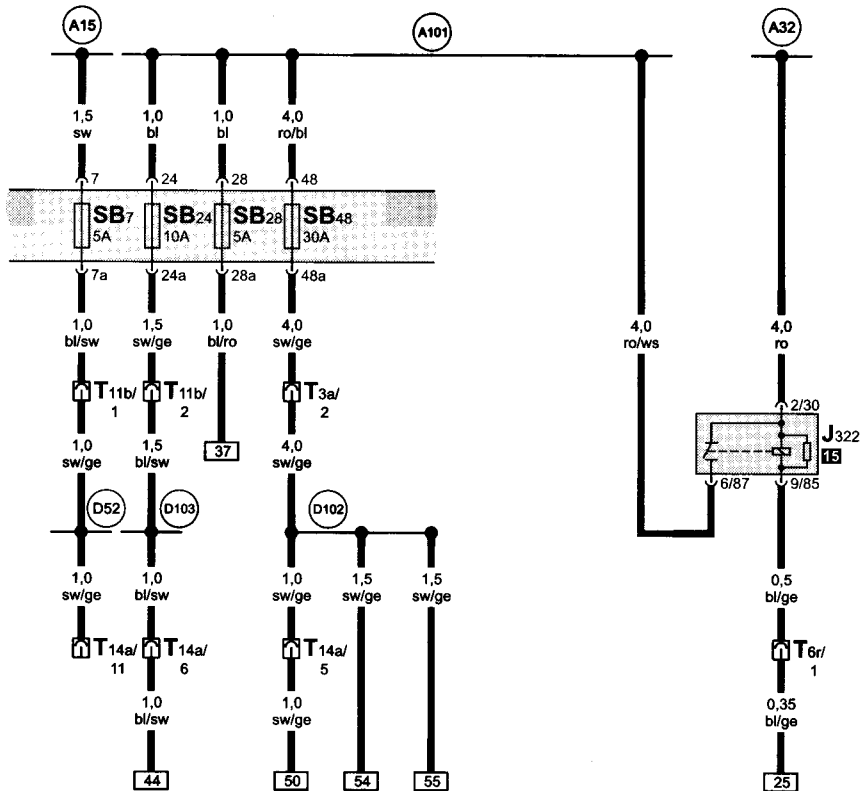 A15 A101 A32
1,5 1,0 1,0 4,0
sw bl bl ro/bl
7 24 28 48
SB7 SB24 SB28 SB48
5A 10A 5A 30A
7a 24a 28a 48a
1,0 1,5 1,0 4,0 4,0 4,0
bl/sw sw/ge bl/ro sw/ge ro/ws ro
T11b/ T11b/ T3a/
1 2 2
2/30
J322
15
37
1,0 1,5 4,0
sw/ge bl/sw sw/ge
6/87 9/85
D52 D103 D102
1,0 1,0 1,0 1,5 1,5 0,5
sw/ge bl/sw sw/ge sw/ge sw/ge bl/ge
T14a/ T14a/ T14a/ T6r/
11 6 5 1
1,0 1,0 0,35
bl/sw sw/ge bl/ge
44 50 54 55 25